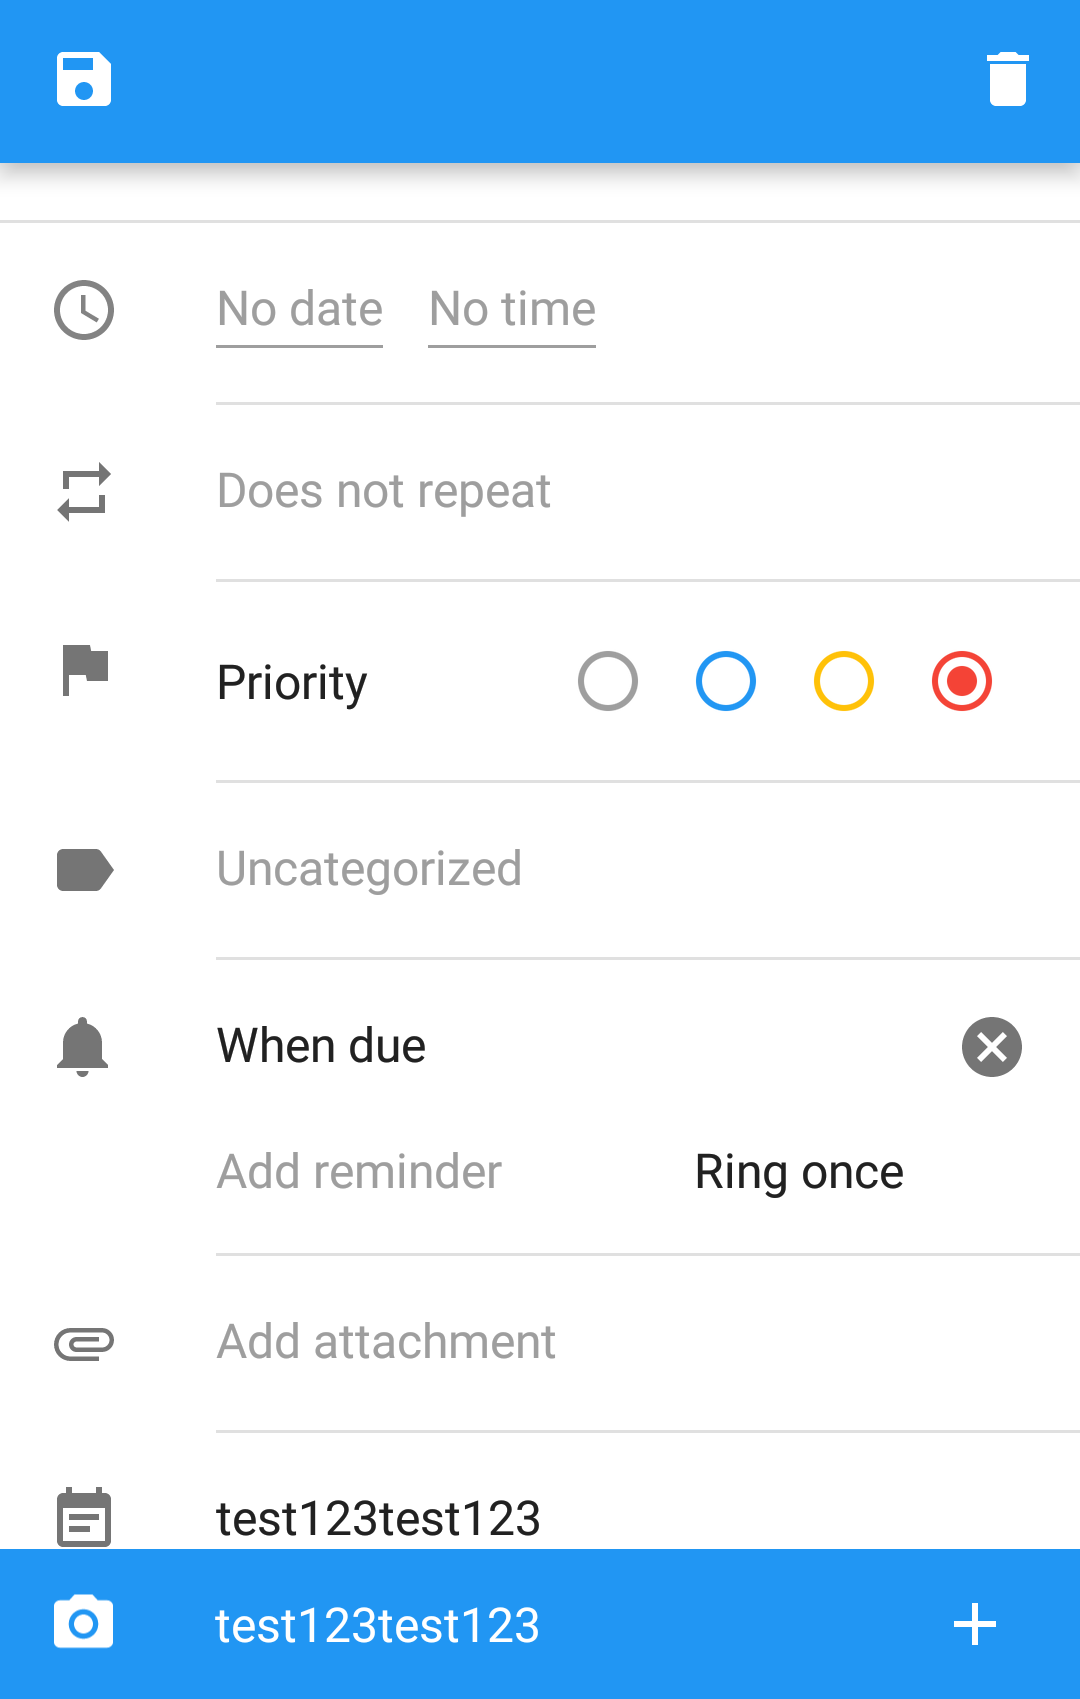 No date No time
Does not repeat
Priority
Uncategorized
When due
Add reminder Ring once
Add attachment
test123test123
test123test123